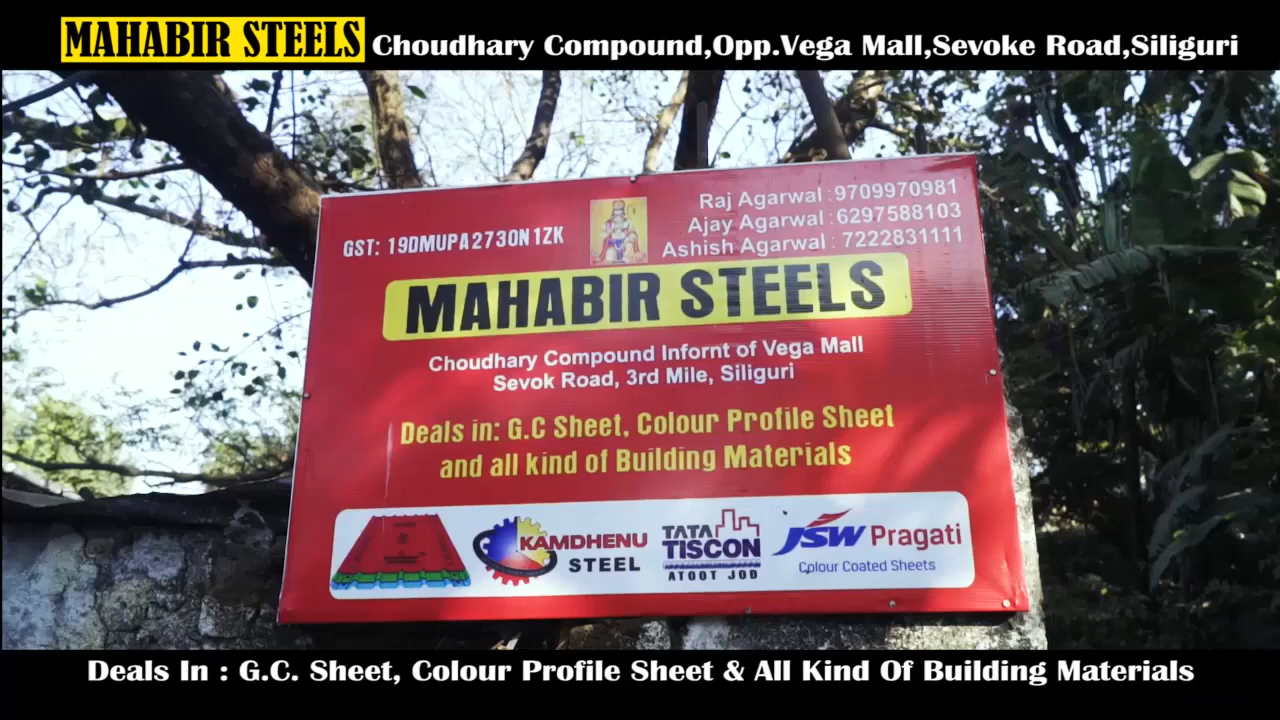 MAHABIR STEELS Choudhary Compound,Opp.Vega Mall,Sevoke Road,Siliguri
GST: 19DMUPA2730N1ZK
Raj Agarwal : 9709970981
Ajay Agarwal : 6297588103
Ashish Agarwal : 7222831111
MAHABIR STEELS
Choudhary Compound Infornt of Vega Mall
Sevok Road, 3rd Mile, Siliguri
Deals in: G.C Sheet, Colour Profile Sheet
and all kind of Building Materials
KAMDHENU
STEEL
TATA
TISCON
ATOOT JOD
JSW Pragati
Colour Coated Sheets
Deals In : G.C. Sheet, Colour Profile Sheet & All Kind Of Building Materials